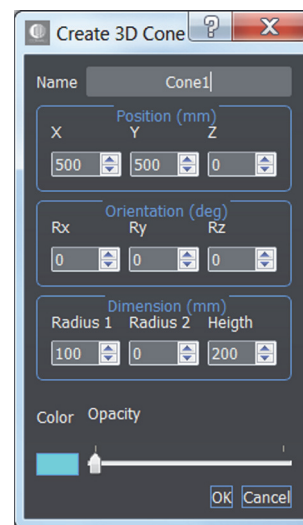 Create 3D Cone ? X
Name Cone1
Position (mm)
X Y Z
500 500 0
Orientation (deg)
Rx Ry Rz
0 0 0
Dimension (mm)
Radius 1 Radius 2 Heigth
100 0 200
Color Opacity
OK Cancel